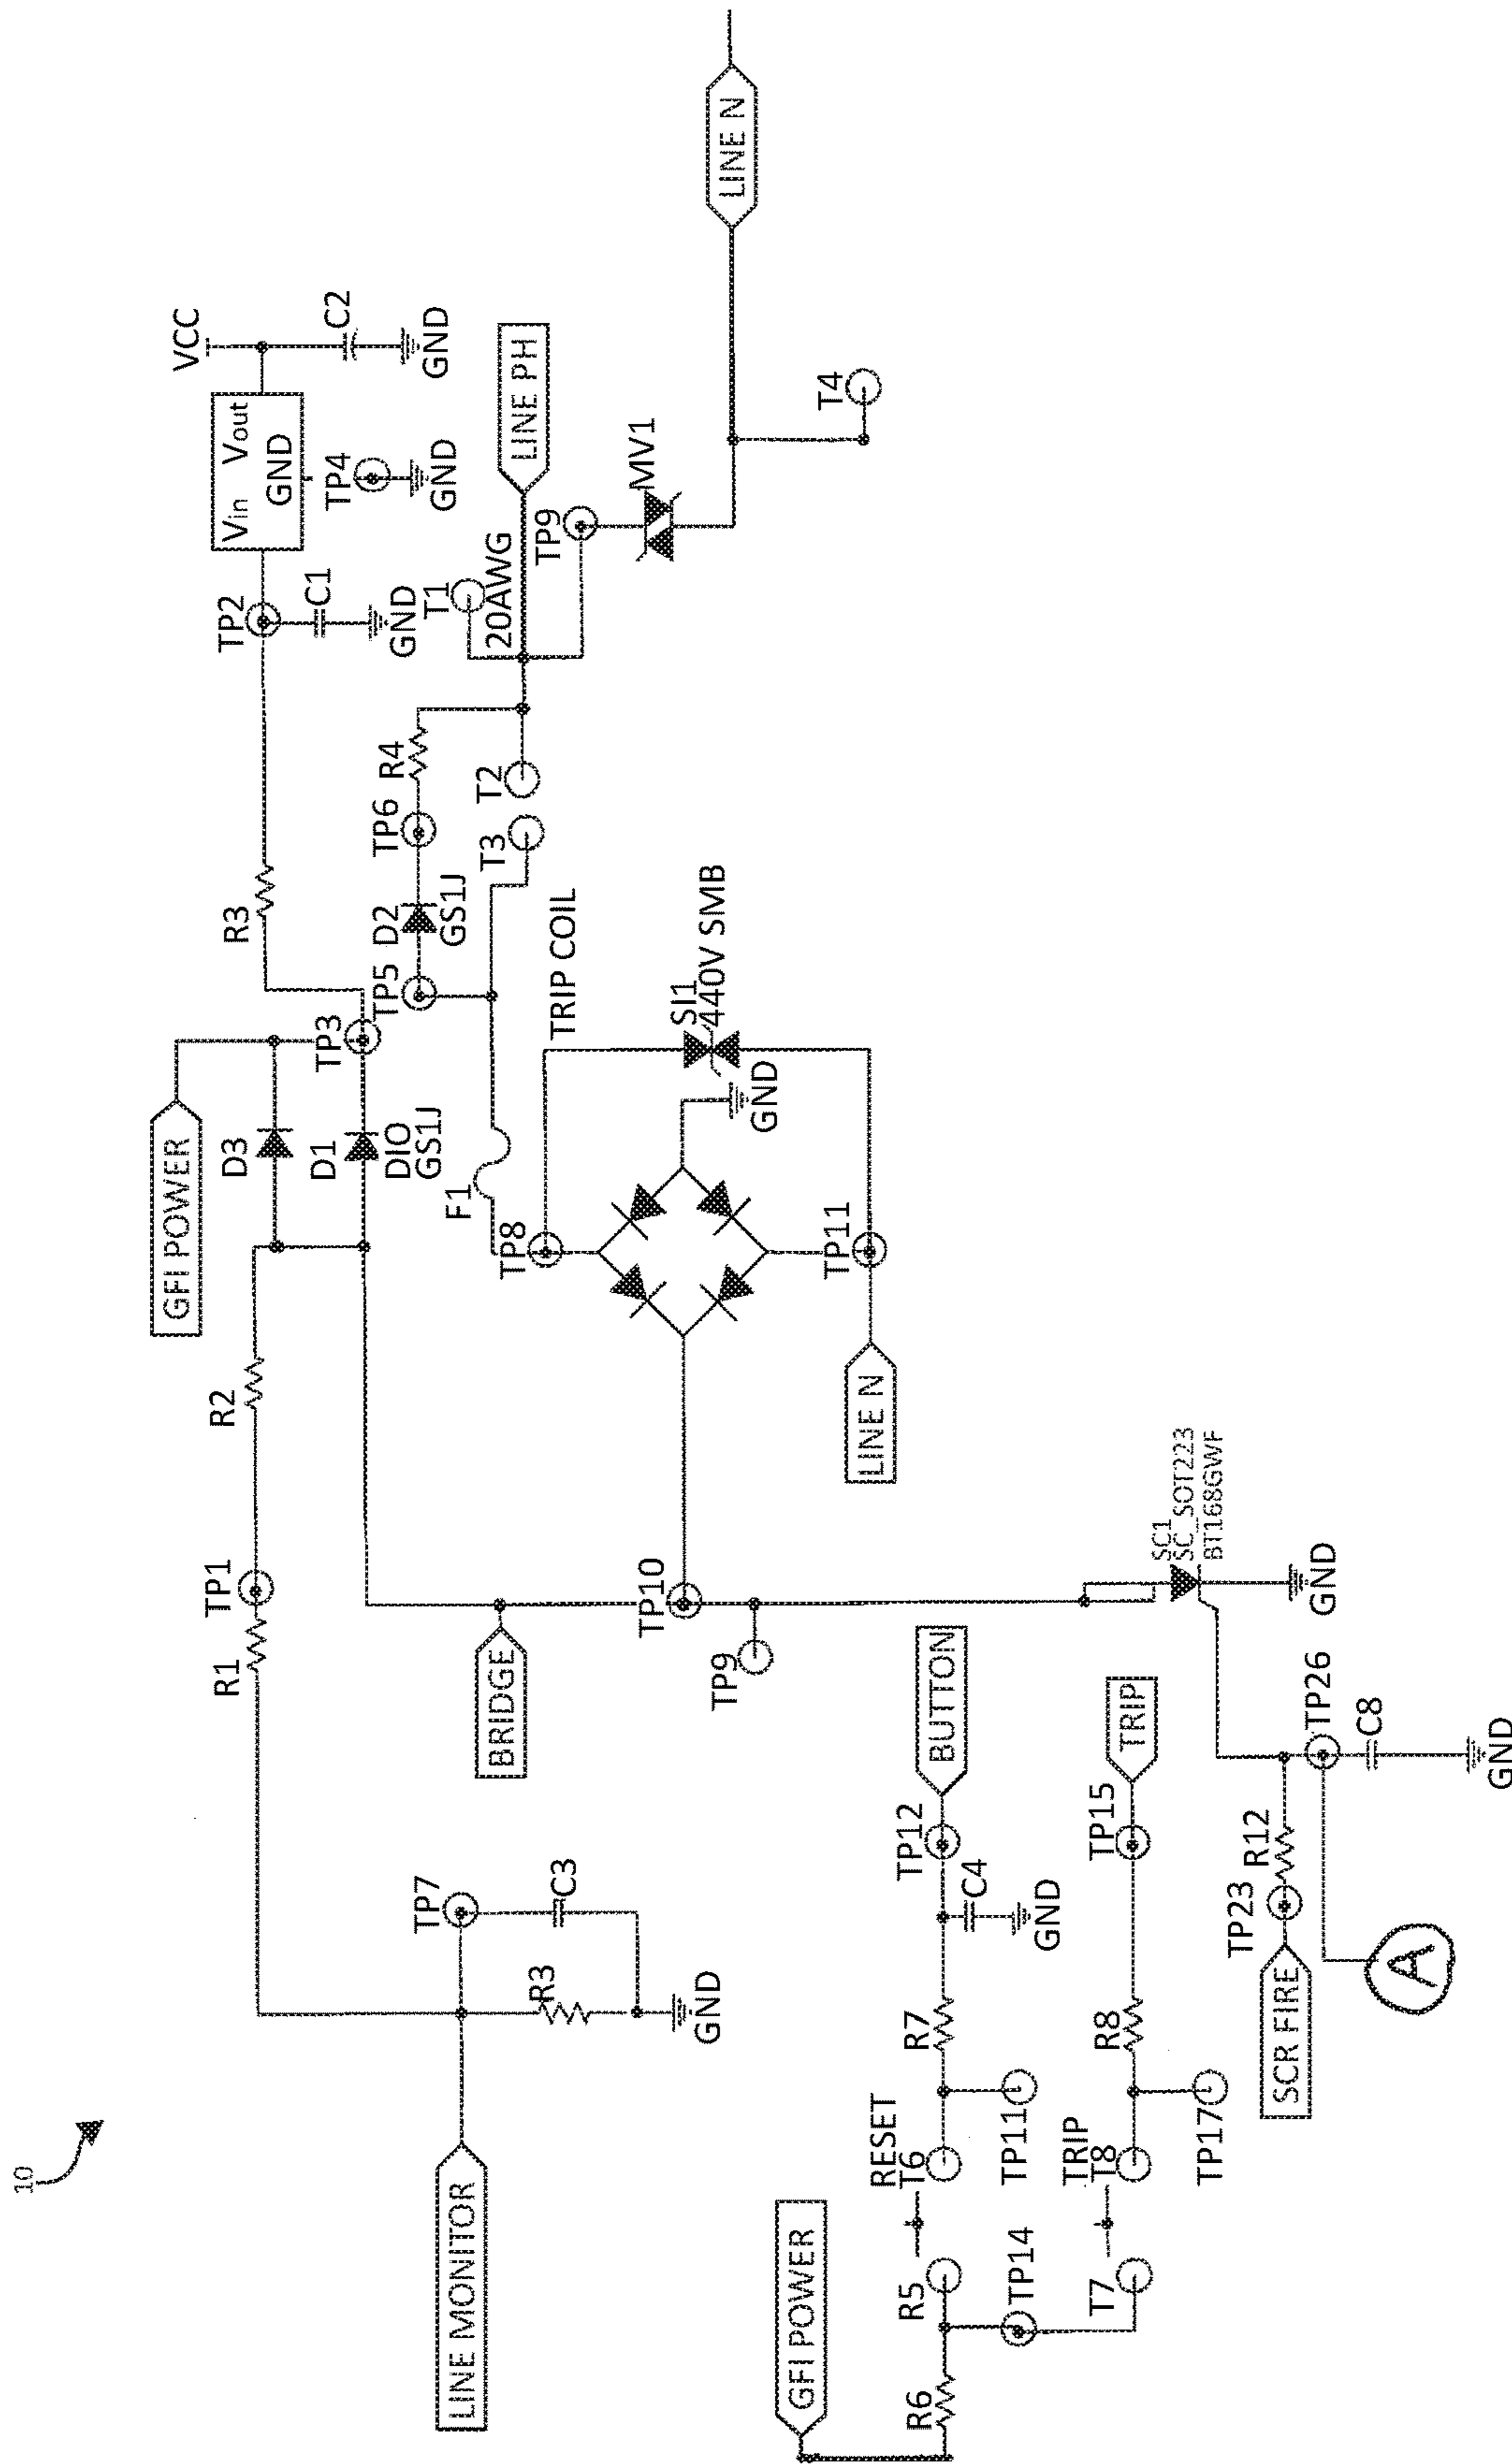 10
VCC
Vin Vout
GND
TP2
C1
GND
TP4
GND
C2
GND
GFI POWER
D3
D1
DIO
GS1J
TP3
R3
R1
TP1
R2
LINE MONITOR
TP7
C3
R3
GND
BRIDGE
TP5
D2
GS1J
TP6
R4
T1
20AWG
LINE PH
F1
T3
T2
TP9
MV1
LINE N
T4
TP8
TRIP COIL
SI1
440V SMB
GND
TP10
TP9
TP11
LINE N
GFI POWER
R6
R5
TP14
RESET
T6
TP11
R7
C4
GND
TP12
BUTTON
T7
TRIP
T8
TP17
R8
TP15
TRIP
SC1
SC_SOT223
BT168GWF
GND
SCR FIRE
TP23
R12
TP26
C8
GND
A